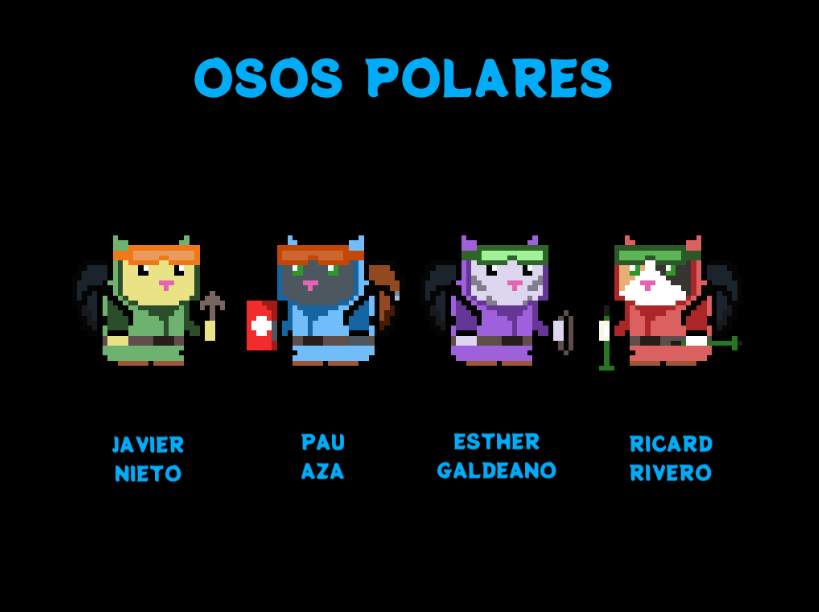 OSOS POLARES
JAVIER
NIETO
PAU
AZA
ESTHER
GALDEANO
RICARD
RIVERO